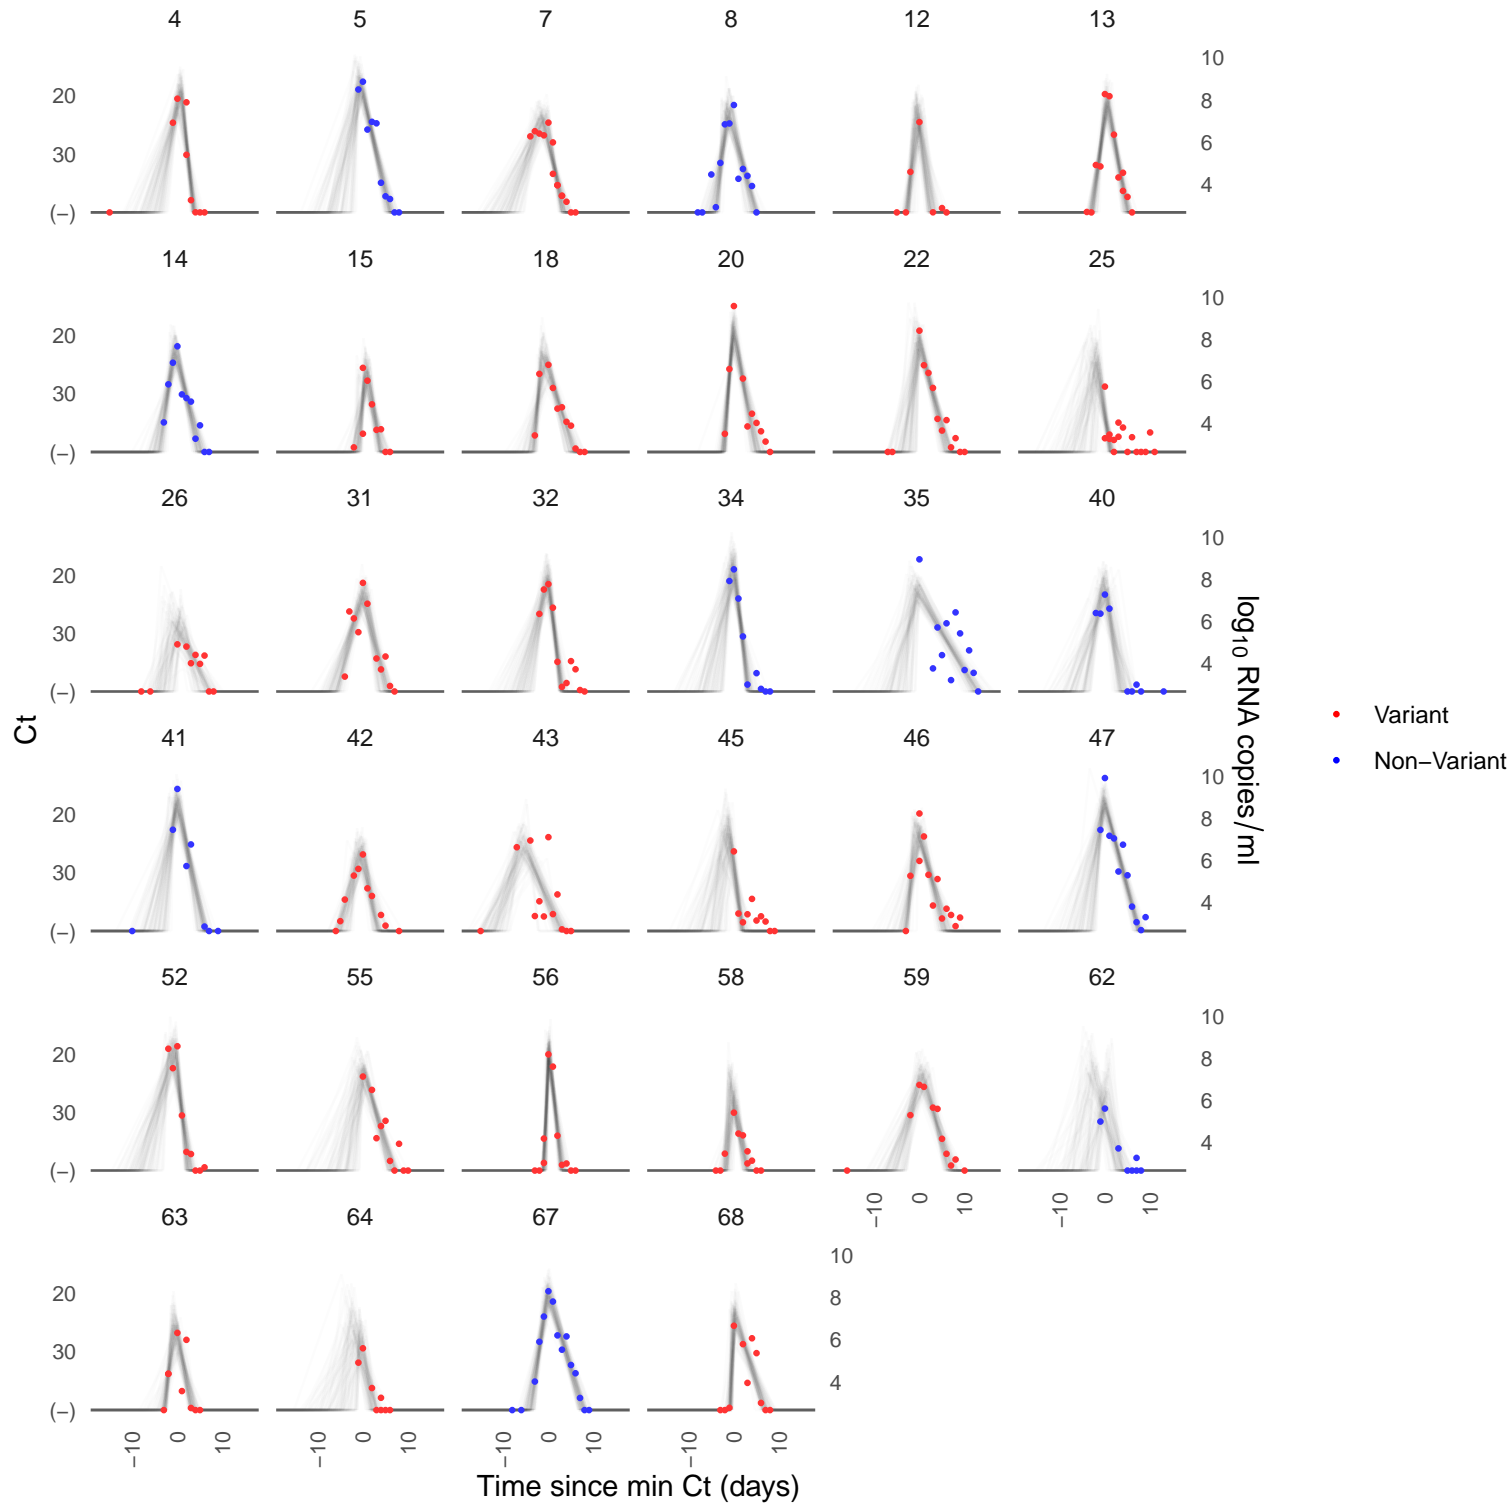 4 5 7 8 12 13
10
20 8
30 6
4
(−)
14 15 18 20 22 25
10
20 8
30 6
4
(−)
26 31 32 34 35 40
10
20 8
30 6
4
(−)
41 42 43 45 46 47
10
20 8
30 6
4
(−)
52 55 56 58 59 62
10
20 8
30 6
4
(−)
−10 0 10 −10 0 10
63 64 67 68
10
20 8
30 6
4
(−)
−10 0 10 −10 0 10 −10 0 10 −10 0 10
Time since min Ct (days)
Ct
log10 RNA copies/ml
Variant
Non−Variant